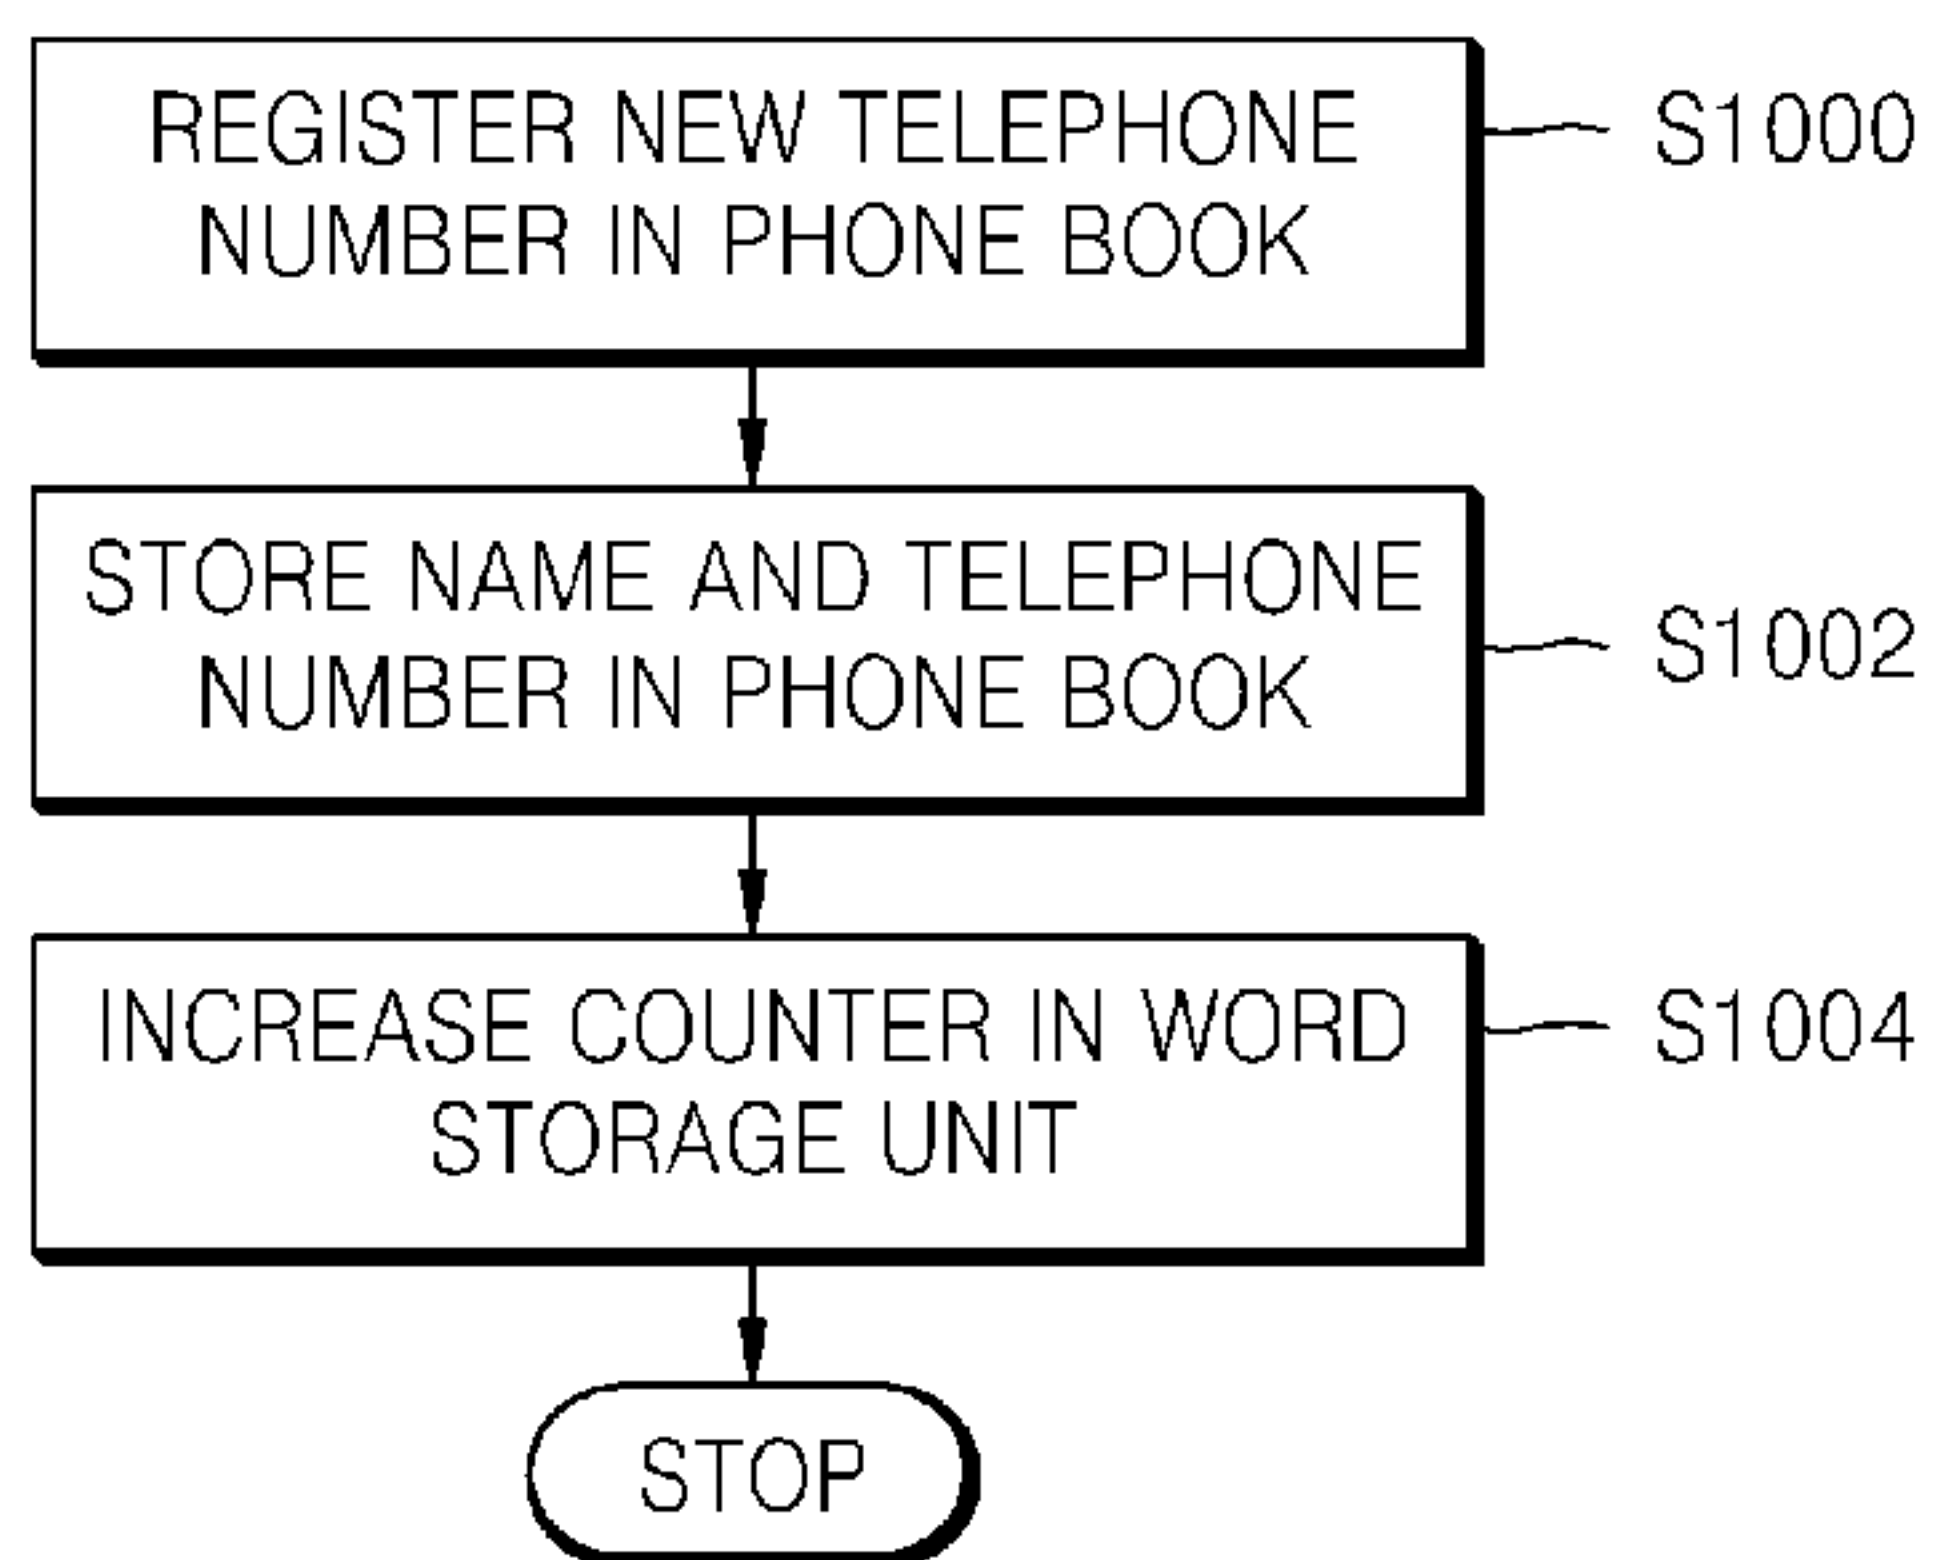 REGISTER NEW TELEPHONE
NUMBER IN PHONE BOOK
S1000
STORE NAME AND TELEPHONE
NUMBER IN PHONE BOOK
S1002
INCREASE COUNTER IN WORD
STORAGE UNIT
S1004
STOP